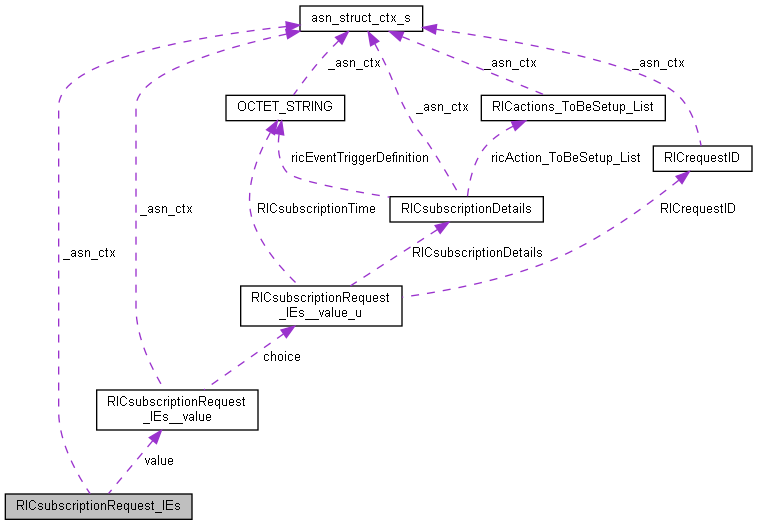 asn_struct_ctx_s
_asn_ctx
_asn_ctx
_asn_ctx
OCTET_STRING
RICactions_ToBeSetup_List
_asn_ctx
ricEventTriggerDefinition
ricAction_ToBeSetup_List
RICrequestID
_asn_ctx
RICsubscriptionTime
RICsubscriptionDetails
RICrequestID
_asn_ctx
RICsubscriptionDetails
RICsubscriptionRequest
_IEs__value_u
choice
RICsubscriptionRequest
_IEs__value
value
RICsubscriptionRequest_IEs